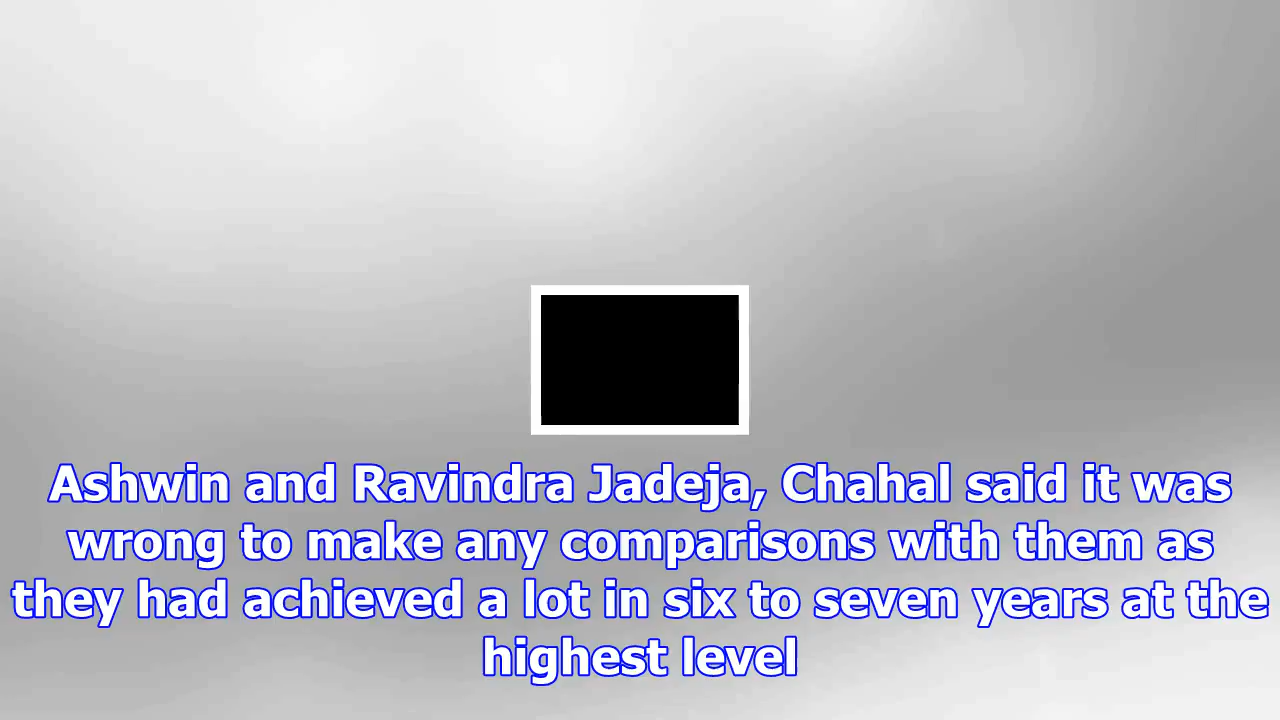 Ashwin and Ravindra Jadeja, Chahal said it was
wrong to make any comparisons with them as
they had achieved a lot in six to seven years at the
highest level